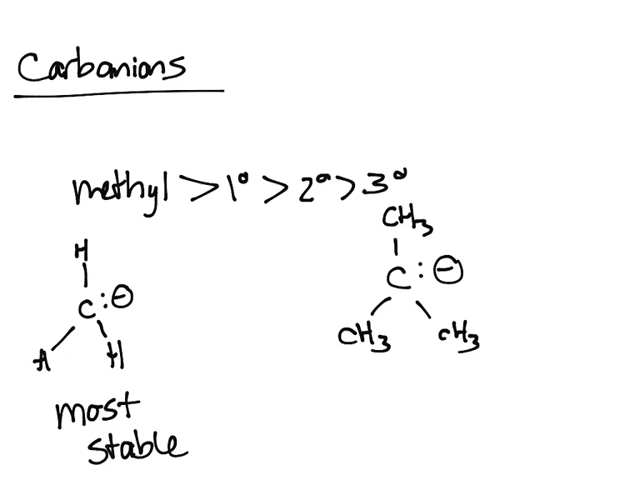 Carbanions
methyl > 1° > 2° > 3°
CH3
H
C:⊖
C:⊖
H H
CH3 CH3
most
stable